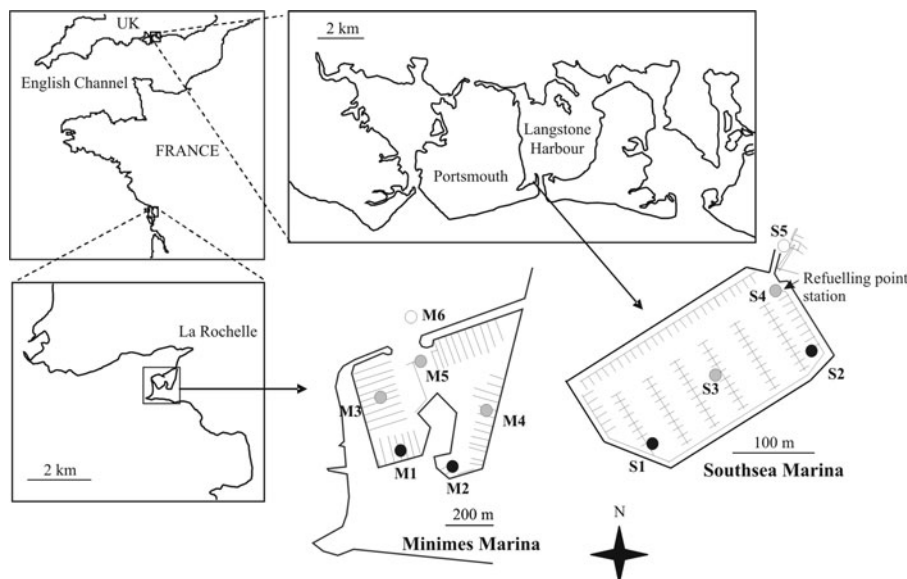 UK
English Channel
FRANCE
2 km
Langstone
Harbour
Portsmouth
S5
Refuelling point
station
S4
S2
S3
S1
100 m
Southsea Marina
La Rochelle
2 km
M6
M5
M3
M4
M1
M2
200 m
Minimes Marina
N